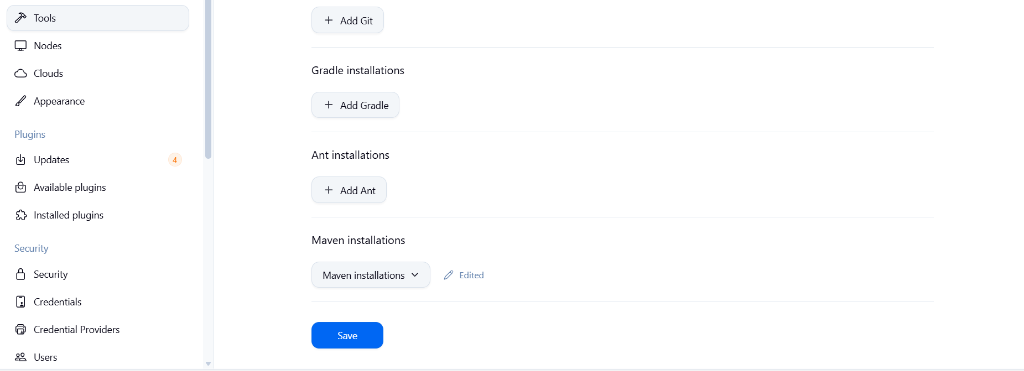 Tools
Nodes
Clouds
Appearance
Plugins
Updates 4
Available plugins
Installed plugins
Security
Security
Credentials
Credential Providers
Users
+ Add Git
Gradle installations
+ Add Gradle
Ant installations
+ Add Ant
Maven installations
Maven installations Edited
Save